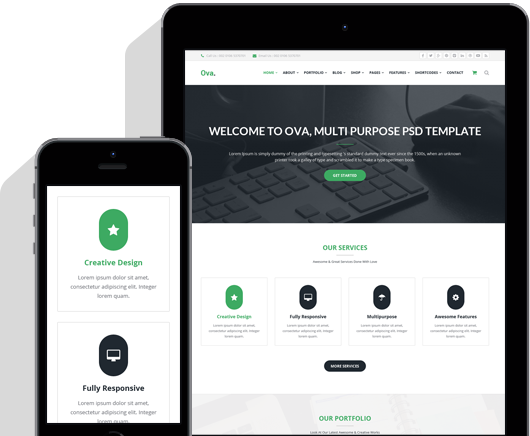 Ova.
HOME ABOUT PORTFOLIO BLOG SHOP PAGES FEATURES SHORTCODES CONTACT
WELCOME TO OVA, MULTI PURPOSE PSD TEMPLATE
Lorem Ipsum is simply dummy of the printing and typesetting 's standard dummy text ever since the 1500s, when an unknown
printer took a galley of type and scrambled it to make a type specimen book.
GET STARTED
OUR SERVICES
Awesome & Great Services Done With Love
Creative Design
Lorem ipsum dolor sit amet,
consectetur adipiscing elit. Integer
lorem quam.
Fully Responsive
Lorem ipsum dolor sit amet,
consectetur adipiscing elit. Integer
lorem quam.
Multipurpose
Lorem ipsum dolor sit amet,
consectetur adipiscing elit. Integer
lorem quam.
Awesome Features
Lorem ipsum dolor sit amet,
consectetur adipiscing elit. Integer
lorem quam.
MORE SERVICES
OUR PORTFOLIO
Look At Our Latest Awesome & Creative Works
Creative Design
Lorem ipsum dolor sit amet,
consectetur adipiscing elit. Integer
lorem quam.
Fully Responsive
Lorem ipsum dolor sit amet,
consectetur adipiscing elit. Integer
lorem quam.